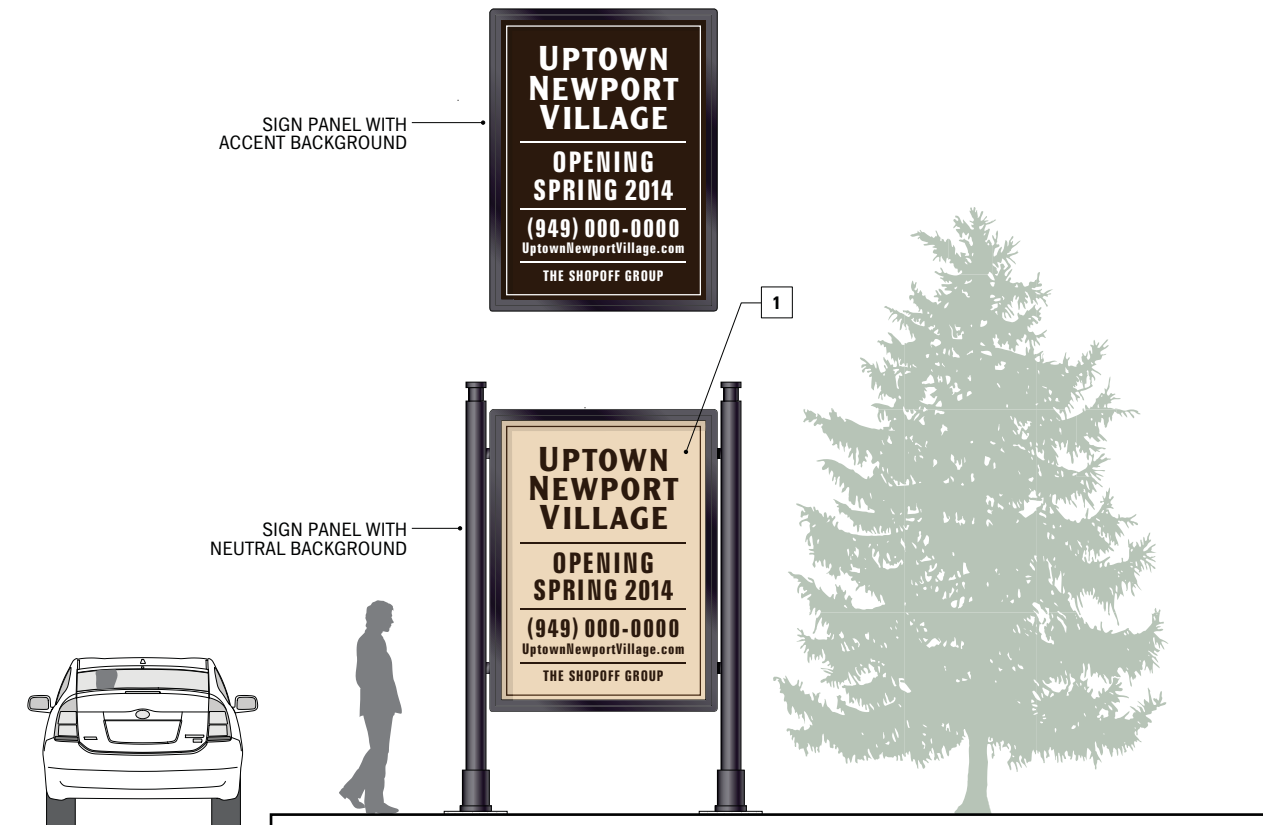 UPTOWN
NEWPORT
VILLAGE
OPENING
SPRING 2014
(949) 000-0000
UptownNewportVillage.com
THE SHOPOFF GROUP
SIGN PANEL WITH
ACCENT BACKGROUND
1
UPTOWN
NEWPORT
VILLAGE
OPENING
SPRING 2014
(949) 000-0000
UptownNewportVillage.com
THE SHOPOFF GROUP
SIGN PANEL WITH
NEUTRAL BACKGROUND